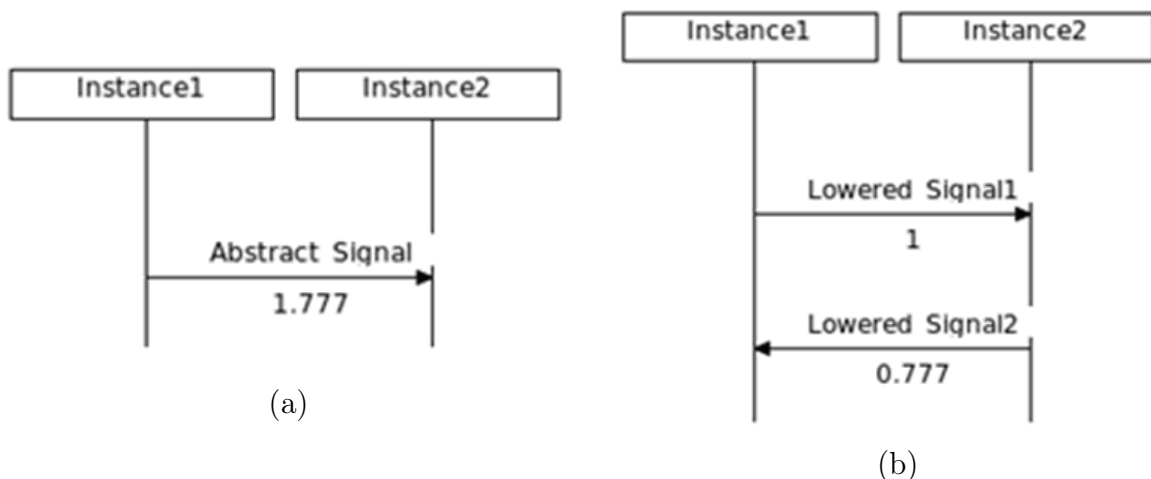 Instance1
Instance2
Abstract Signal
1.777
(a)
Instance1
Instance2
Lowered Signal1
1
Lowered Signal2
0.777
(b)